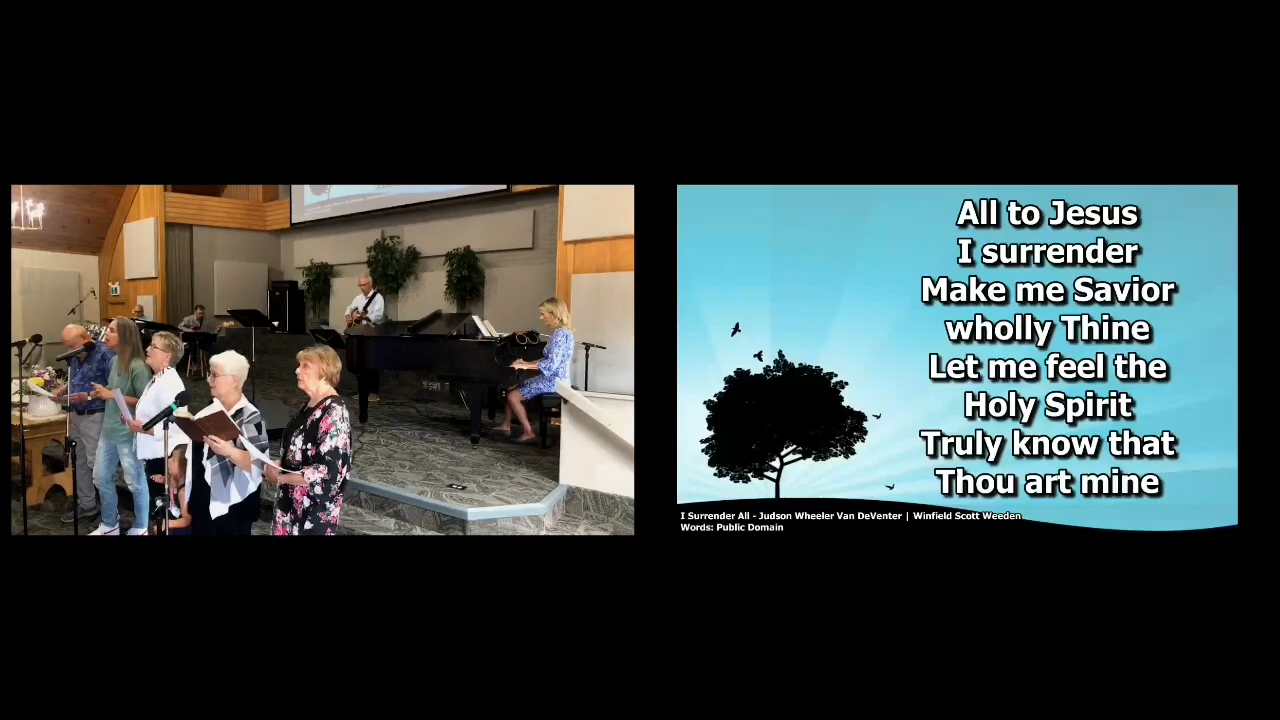 All to Jesus
I surrender
Make me Savior
wholly Thine
Let me feel the
Holy Spirit
Truly know that
Thou art mine
I Surrender All - Judson Wheeler Van DeVenter | Winfield Scott Weeden
Words: Public Domain